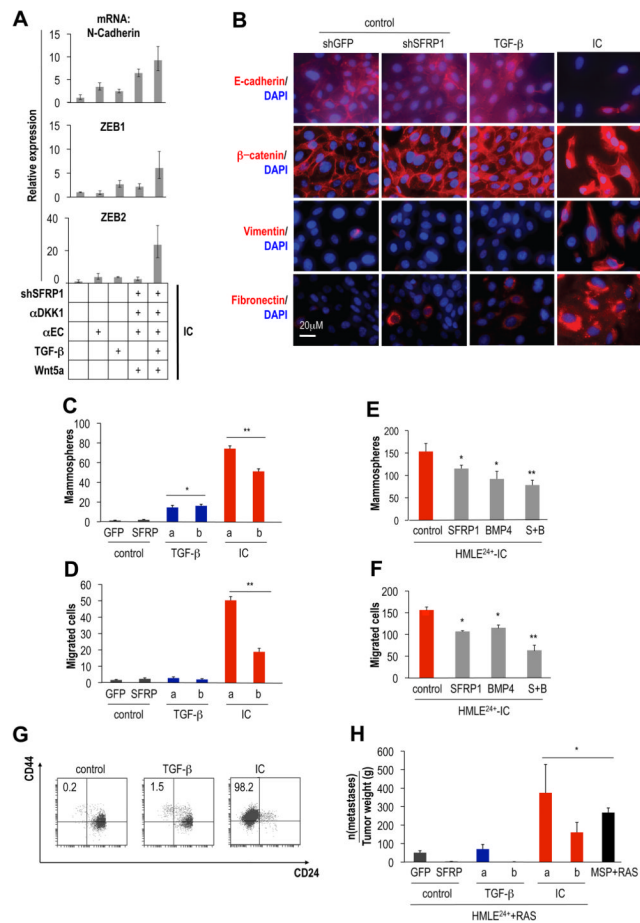 A
mRNA:
N-Cadherin
15
10
5
0
ZEB1
15
10
5
0
ZEB2
40
30
20
10
0
Relative expression
shSFRP1 + +
αDKK1 + +
αEC + + +
TGF-β + +
Wnt5a + +
IC
B
control
shGFP shSFRP1 TGF-β IC
E-cadherin/
DAPI
β-catenin/
DAPI
Vimentin/
DAPI
Fibronectin/
DAPI
20μM
C
Mammospheres
100
80
60
40
20
0
* **
GFP SFRP a b a b
control TGF-β IC
D
Migrated cells
60
50
40
30
20
10
0
**
GFP SFRP a b a b
control TGF-β IC
E
Mammospheres
200
150
100
50
0
* * **
control SFRP1 BMP4 S+B
HMLE24+-IC
F
Migrated cells
200
150
100
50
0
* * **
control SFRP1 BMP4 S+B
HMLE24+-IC
G
CD44
control TGF-β IC
0.2 1.5 98.2
CD24
H
n(metastases)
Tumor weight (g)
600
500
400
300
200
100
0
*
GFP SFRP a b a b MSP+RAS
control TGF-β IC
HMLE24++RAS